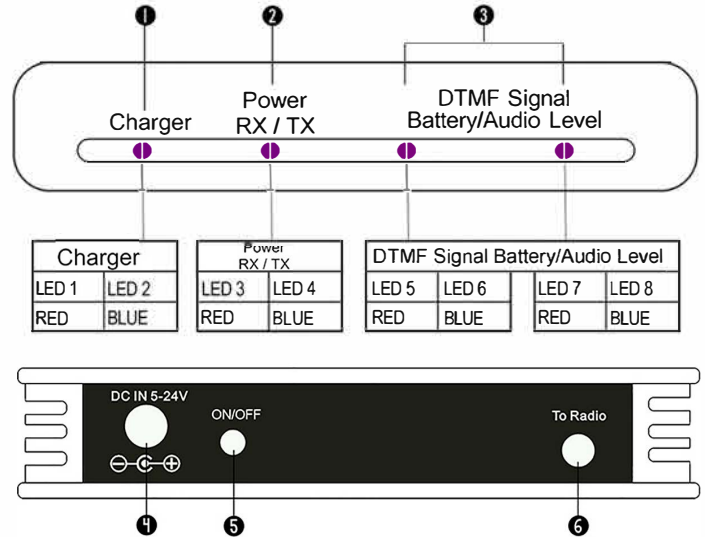 1 2 3
Charger
Power
RX / TX
DTMF Signal
Battery/Audio Level
Charger
LED 1 LED 2
RED BLUE
Power
RX / TX
LED 3 LED 4
RED BLUE
DTMF Signal Battery/Audio Level
LED 5 LED 6 LED 7 LED 8
RED BLUE RED BLUE
DC IN 5-24V
ON/OFF
To Radio
4 5 6